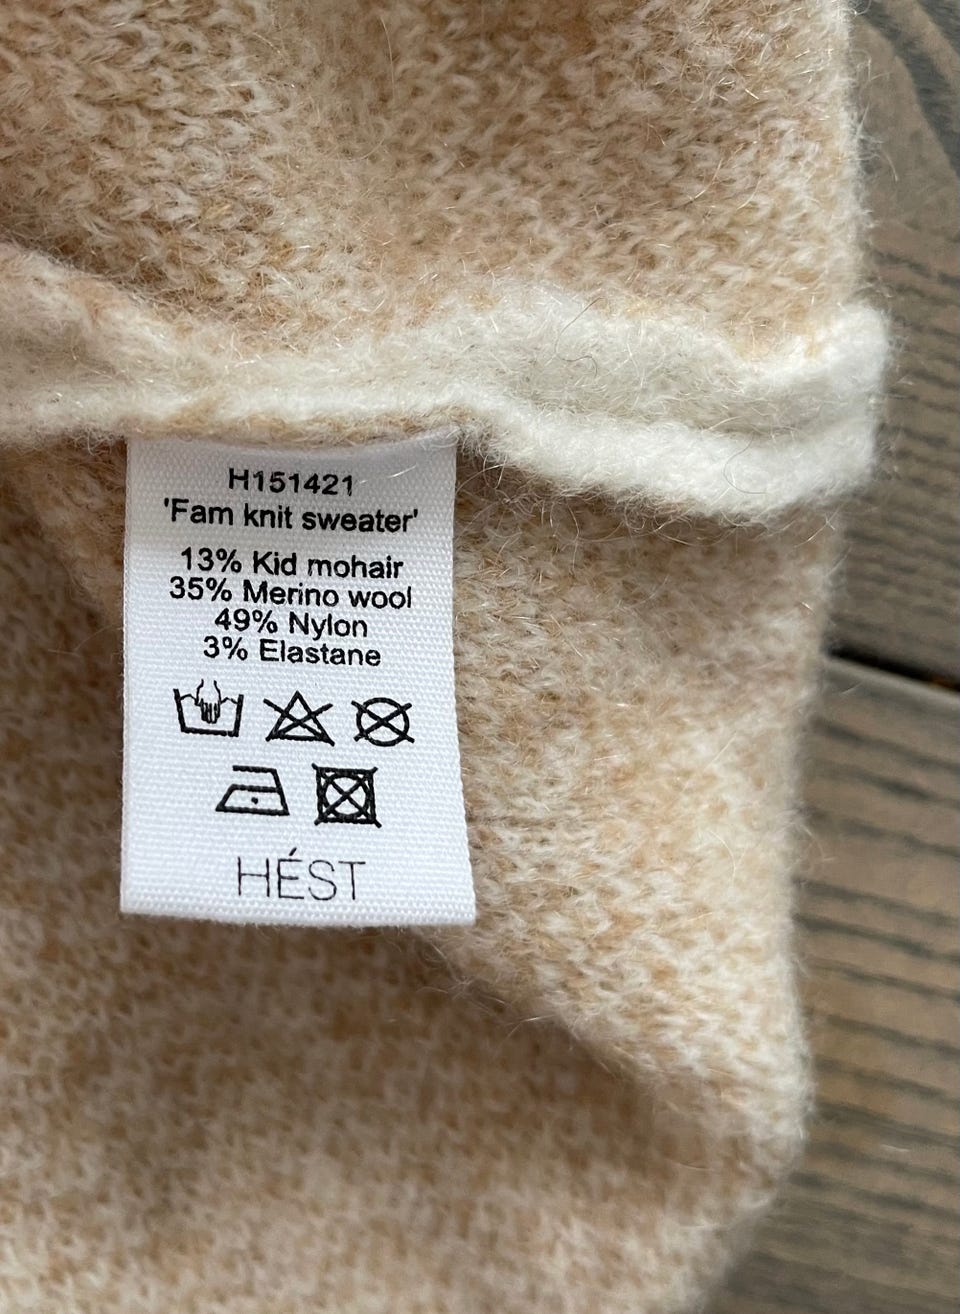 H151421
'Fam knit sweater'
13% Kid mohair
35% Merino wool
49% Nylon
3% Elastane
HÉST